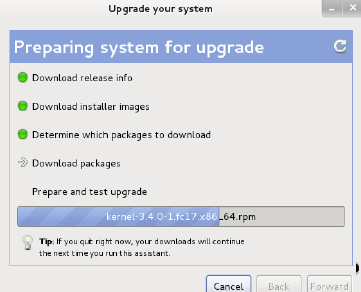 Upgrade your system
Preparing system for upgrade
Download release info
Download installer images
Determine which packages to download
Download packages
Prepare and test upgrade
kernel-3.4.0-1.fc17.x86_64.rpm
Tip: If you quit right now, your downloads will continue
the next time you run this assistant.
Cancel Back Forward